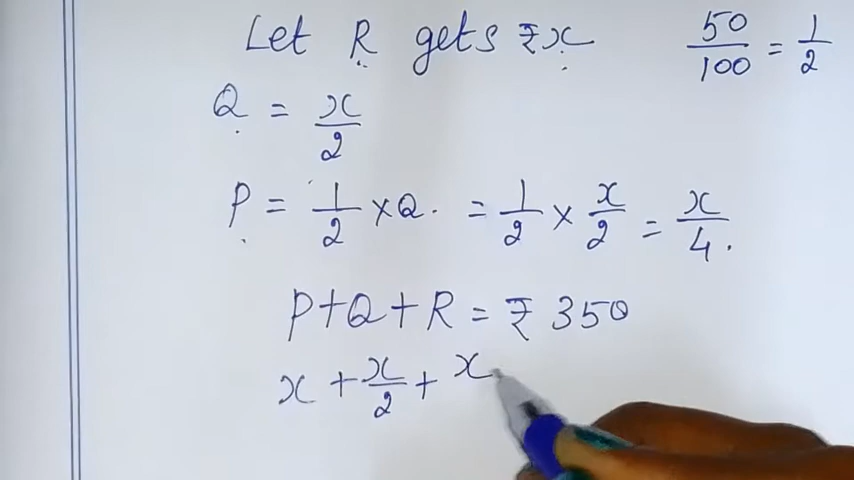 Let R gets ₹x 50/100 = 1/2
Q = x/2
P = 1/2 × Q. = 1/2 × x/2 = x/4.
P+Q+R = ₹ 350
x + x/2 + x